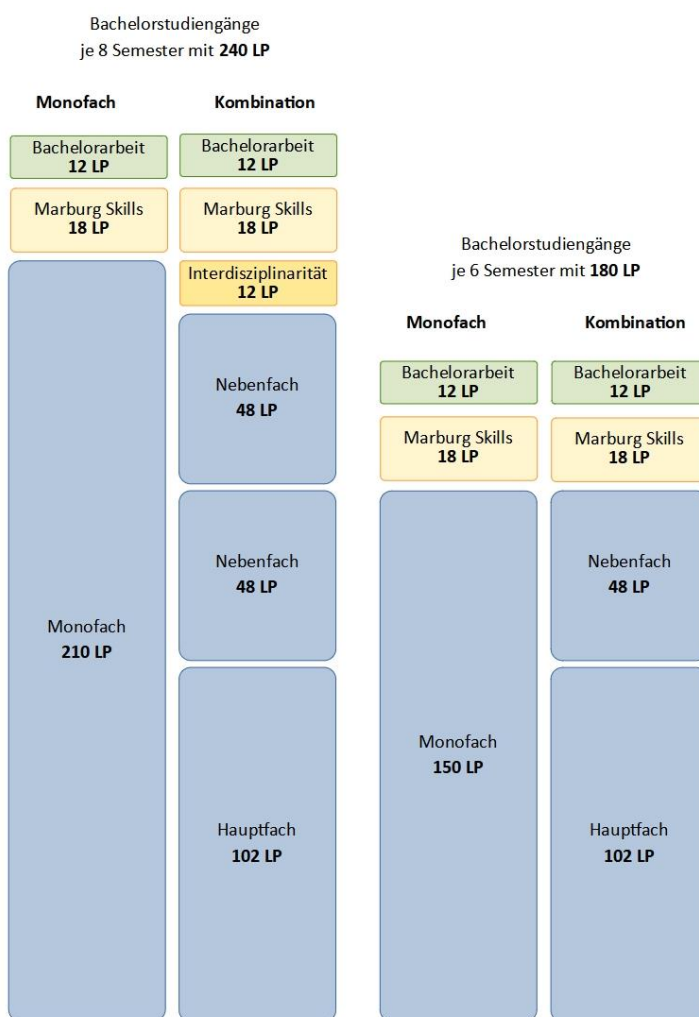 Bachelorstudiengänge
je 8 Semester mit 240 LP
Monofach
Kombination
Bachelorarbeit
12 LP
Marburg Skills
18 LP
Monofach
210 LP
Bachelorarbeit
12 LP
Marburg Skills
18 LP
Interdisziplinarität
12 LP
Nebenfach
48 LP
Nebenfach
48 LP
Hauptfach
102 LP
Bachelorstudiengänge
je 6 Semester mit 180 LP
Monofach
Kombination
Bachelorarbeit
12 LP
Marburg Skills
18 LP
Monofach
150 LP
Bachelorarbeit
12 LP
Marburg Skills
18 LP
Nebenfach
48 LP
Hauptfach
102 LP